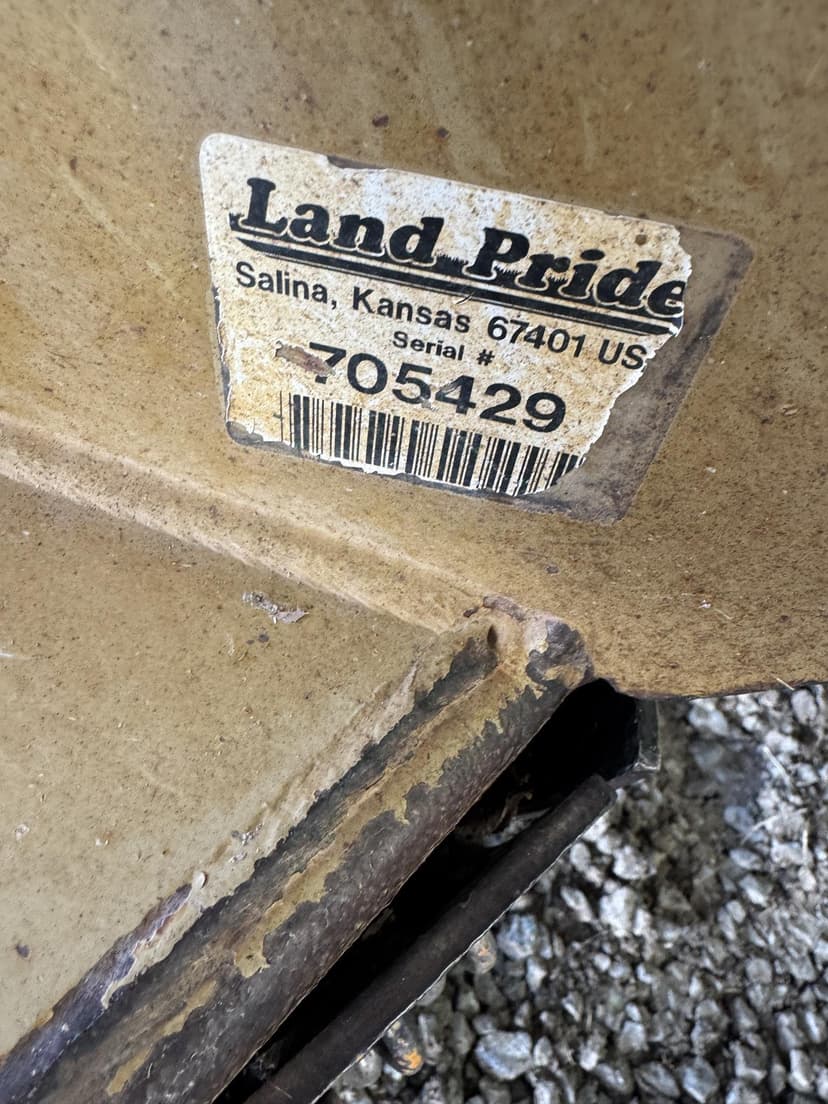 Land Pride
Salina, Kansas 67401 US
Serial #
705429